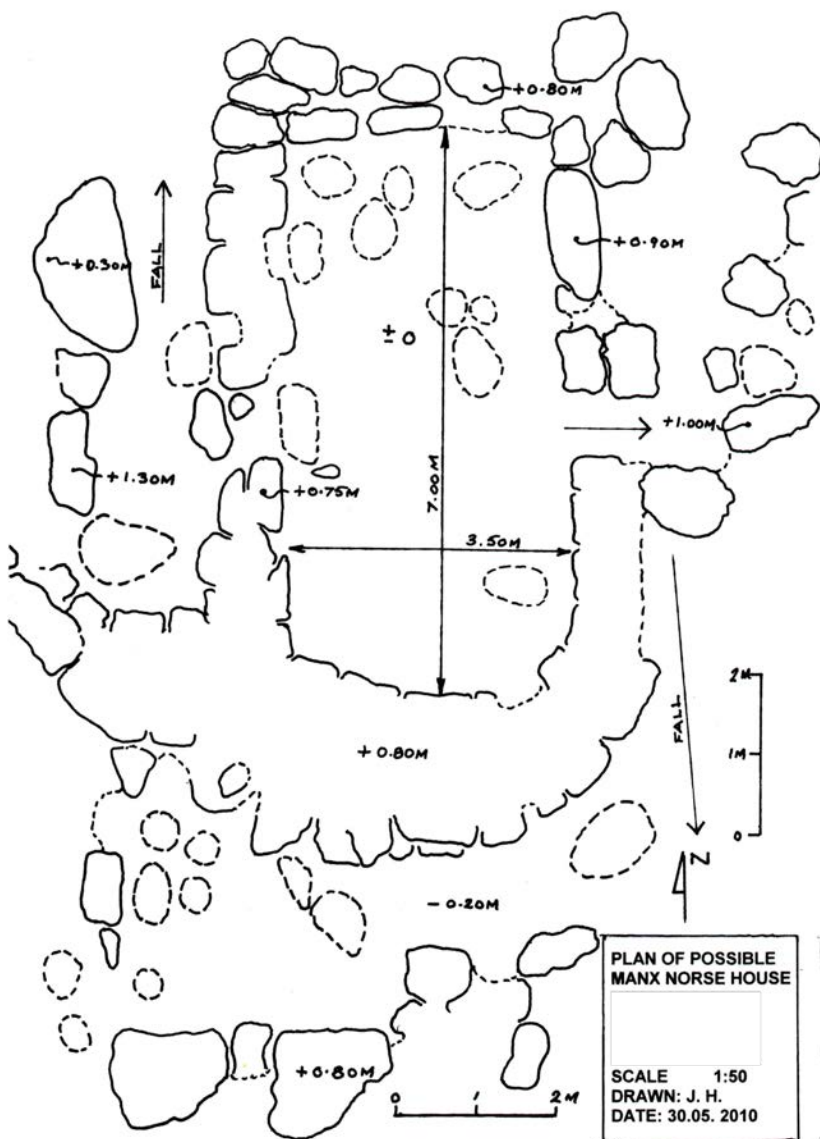 +0.80M
+0.30M
FALL
+0.90M
± 0
+1.00M
+1.30M
+0.75M
7.00M
3.50M
2M
FALL
1M
+ 0.80M
0
N
- 0.20M
PLAN OF POSSIBLE
MANX NORSE HOUSE
SCALE 1:50
DRAWN: J. H.
DATE: 30.05. 2010
+0.80M
0 1 2M